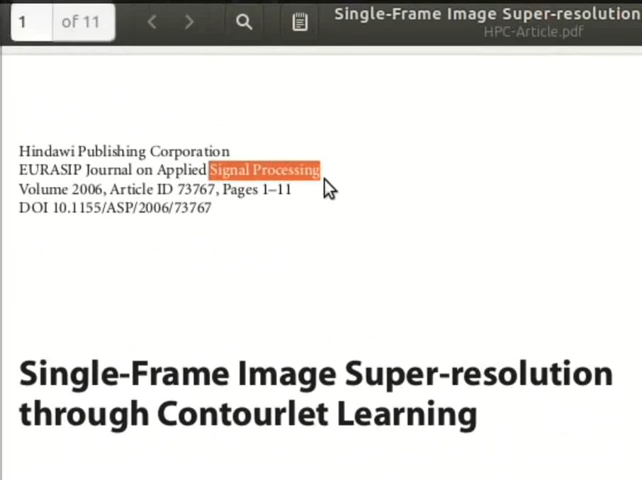 1 of 11
Single-Frame Image Super-resolution
HPC-Article.pdf
Hindawi Publishing Corporation
EURASIP Journal on Applied Signal Processing
Volume 2006, Article ID 73767, Pages 1–11
DOI 10.1155/ASP/2006/73767
Single-Frame Image Super-resolution
through Contourlet Learning